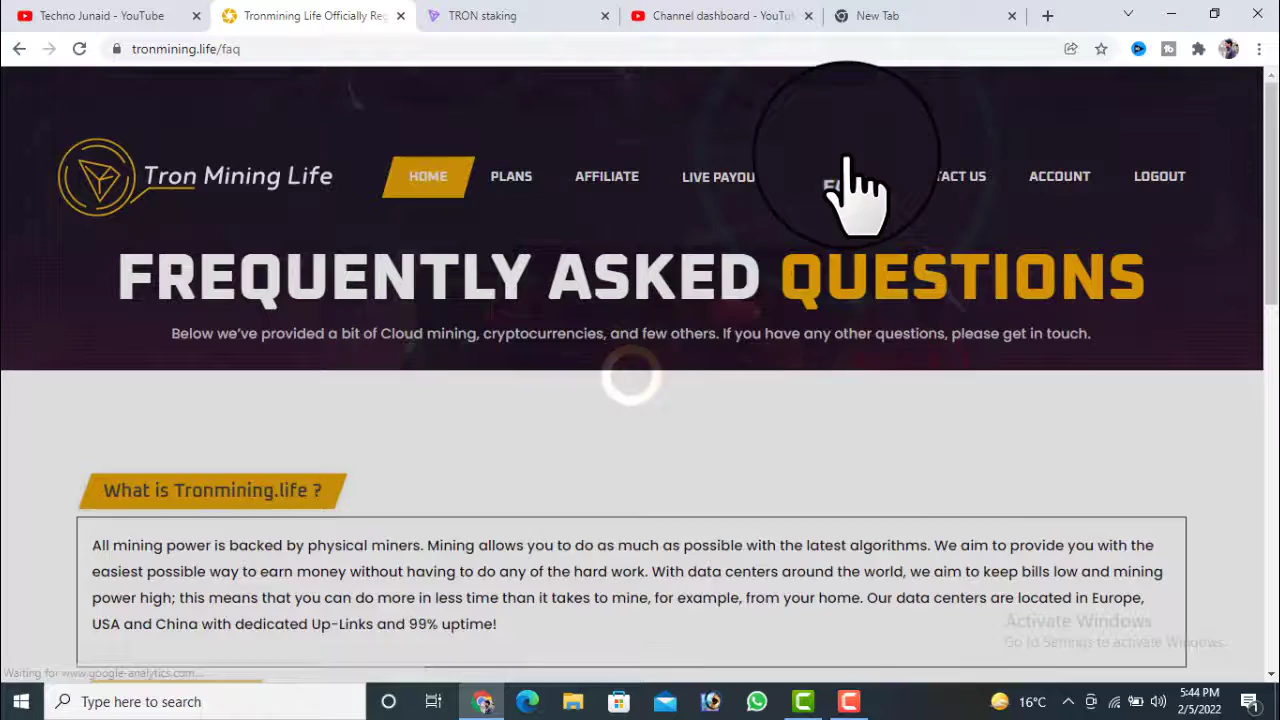 Techno Junaid - YouTube
Tronmining Life Officially Reg
TRON staking
Channel dashboard - YouTu
New Tab
tronmining.life/faq
Tron Mining Life
HOME
PLANS
AFFILIATE
LIVE PAYOU
TACT US
ACCOUNT
LOGOUT
FREQUENTLY ASKED QUESTIONS
Below we've provided a bit of Cloud mining, cryptocurrencies, and few others. If you have any other questions, please get in touch.
What is Tronmining.life ?
All mining power is backed by physical miners. Mining allows you to do as much as possible with the latest algorithms. We aim to provide you with the
easiest possible way to earn money without having to do any of the hard work. With data centers around the world, we aim to keep bills low and mining
power high; this means that you can do more in less time than it takes to mine, for example, from your home. Our data centers are located in Europe,
USA and China with dedicated Up-Links and 99% uptime!
Activate Windows
Go to Settings to activate Windows.
Waiting for www.google-analytics.com...
Type here to search
16°C
5:44 PM
2/5/2022
1